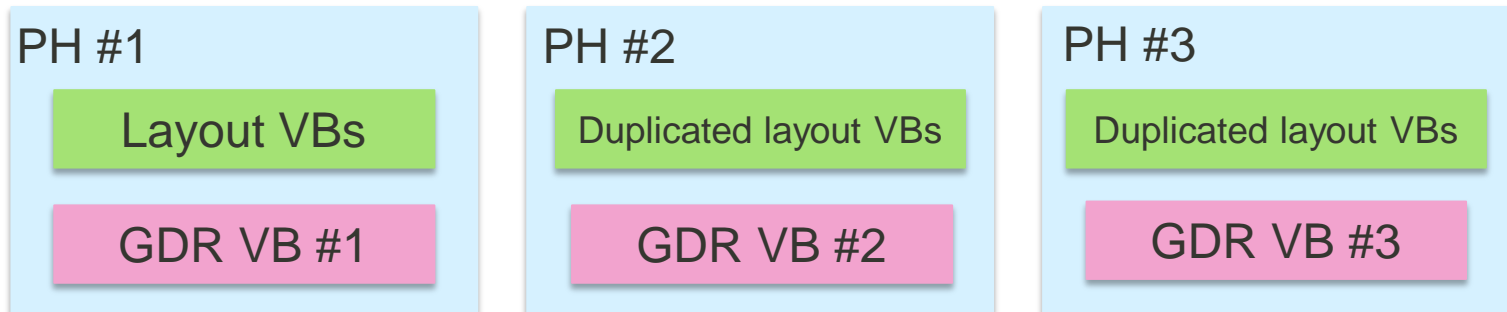 PH #1
Layout VBs
GDR VB #1
PH #2
Duplicated layout VBs
GDR VB #2
PH #3
Duplicated layout VBs
GDR VB #3